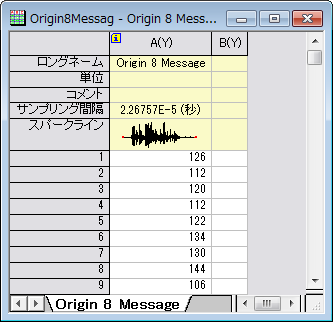 Origin8Messag - Origin 8 Mess...
A(Y) B(Y)
ロングネーム Origin 8 Message
単位
コメント
サンプリング間隔 2.26757E-5 (秒)
スパークライン
1 126
2 112
3 120
4 112
5 122
6 134
7 130
8 144
9 106
Origin 8 Message